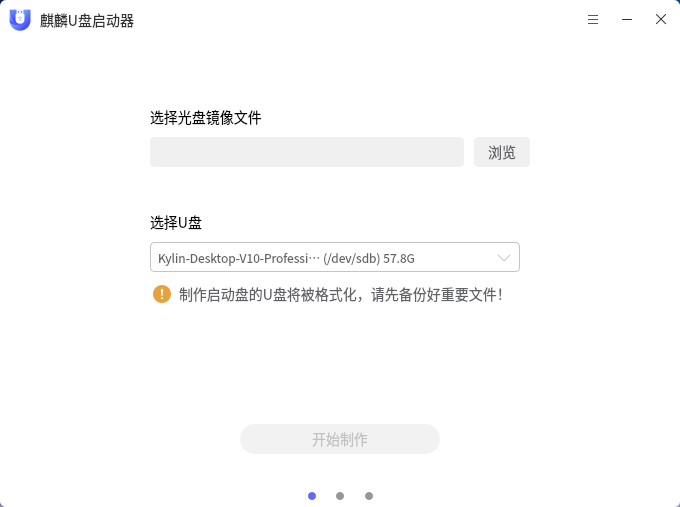 麒麟U盘启动器
选择光盘镜像文件
浏览
选择U盘
Kylin-Desktop-V10-Professi⋯ (/dev/sdb) 57.8G
制作启动盘的U盘将被格式化，请先备份好重要文件！
开始制作